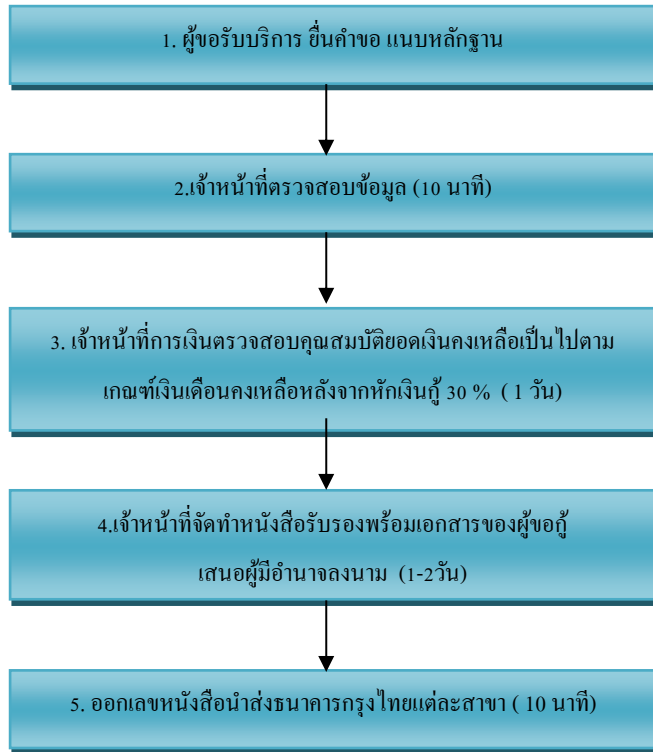 1. ผู้ขอรับบริการ ยื่นคำขอ แนบหลักฐาน
2.เจ้าหน้าที่ตรวจสอบข้อมูล (10 นาที)
3. เจ้าหน้าที่การเงินตรวจสอบคุณสมบัติยอดเงินคงเหลือเป็นไปตาม
เกณฑ์เงินเดือนคงเหลือหลังจากหักเงินกู้ 30 % ( 1 วัน)
4.เจ้าหน้าที่จัดทำหนังสือรับรองพร้อมเอกสารของผู้ขอกู้
เสนอผู้มีอำนาจลงนาม (1-2วัน)
5. ออกเลขหนังสือนำส่งธนาคารกรุงไทยแต่ละสาขา ( 10 นาที)